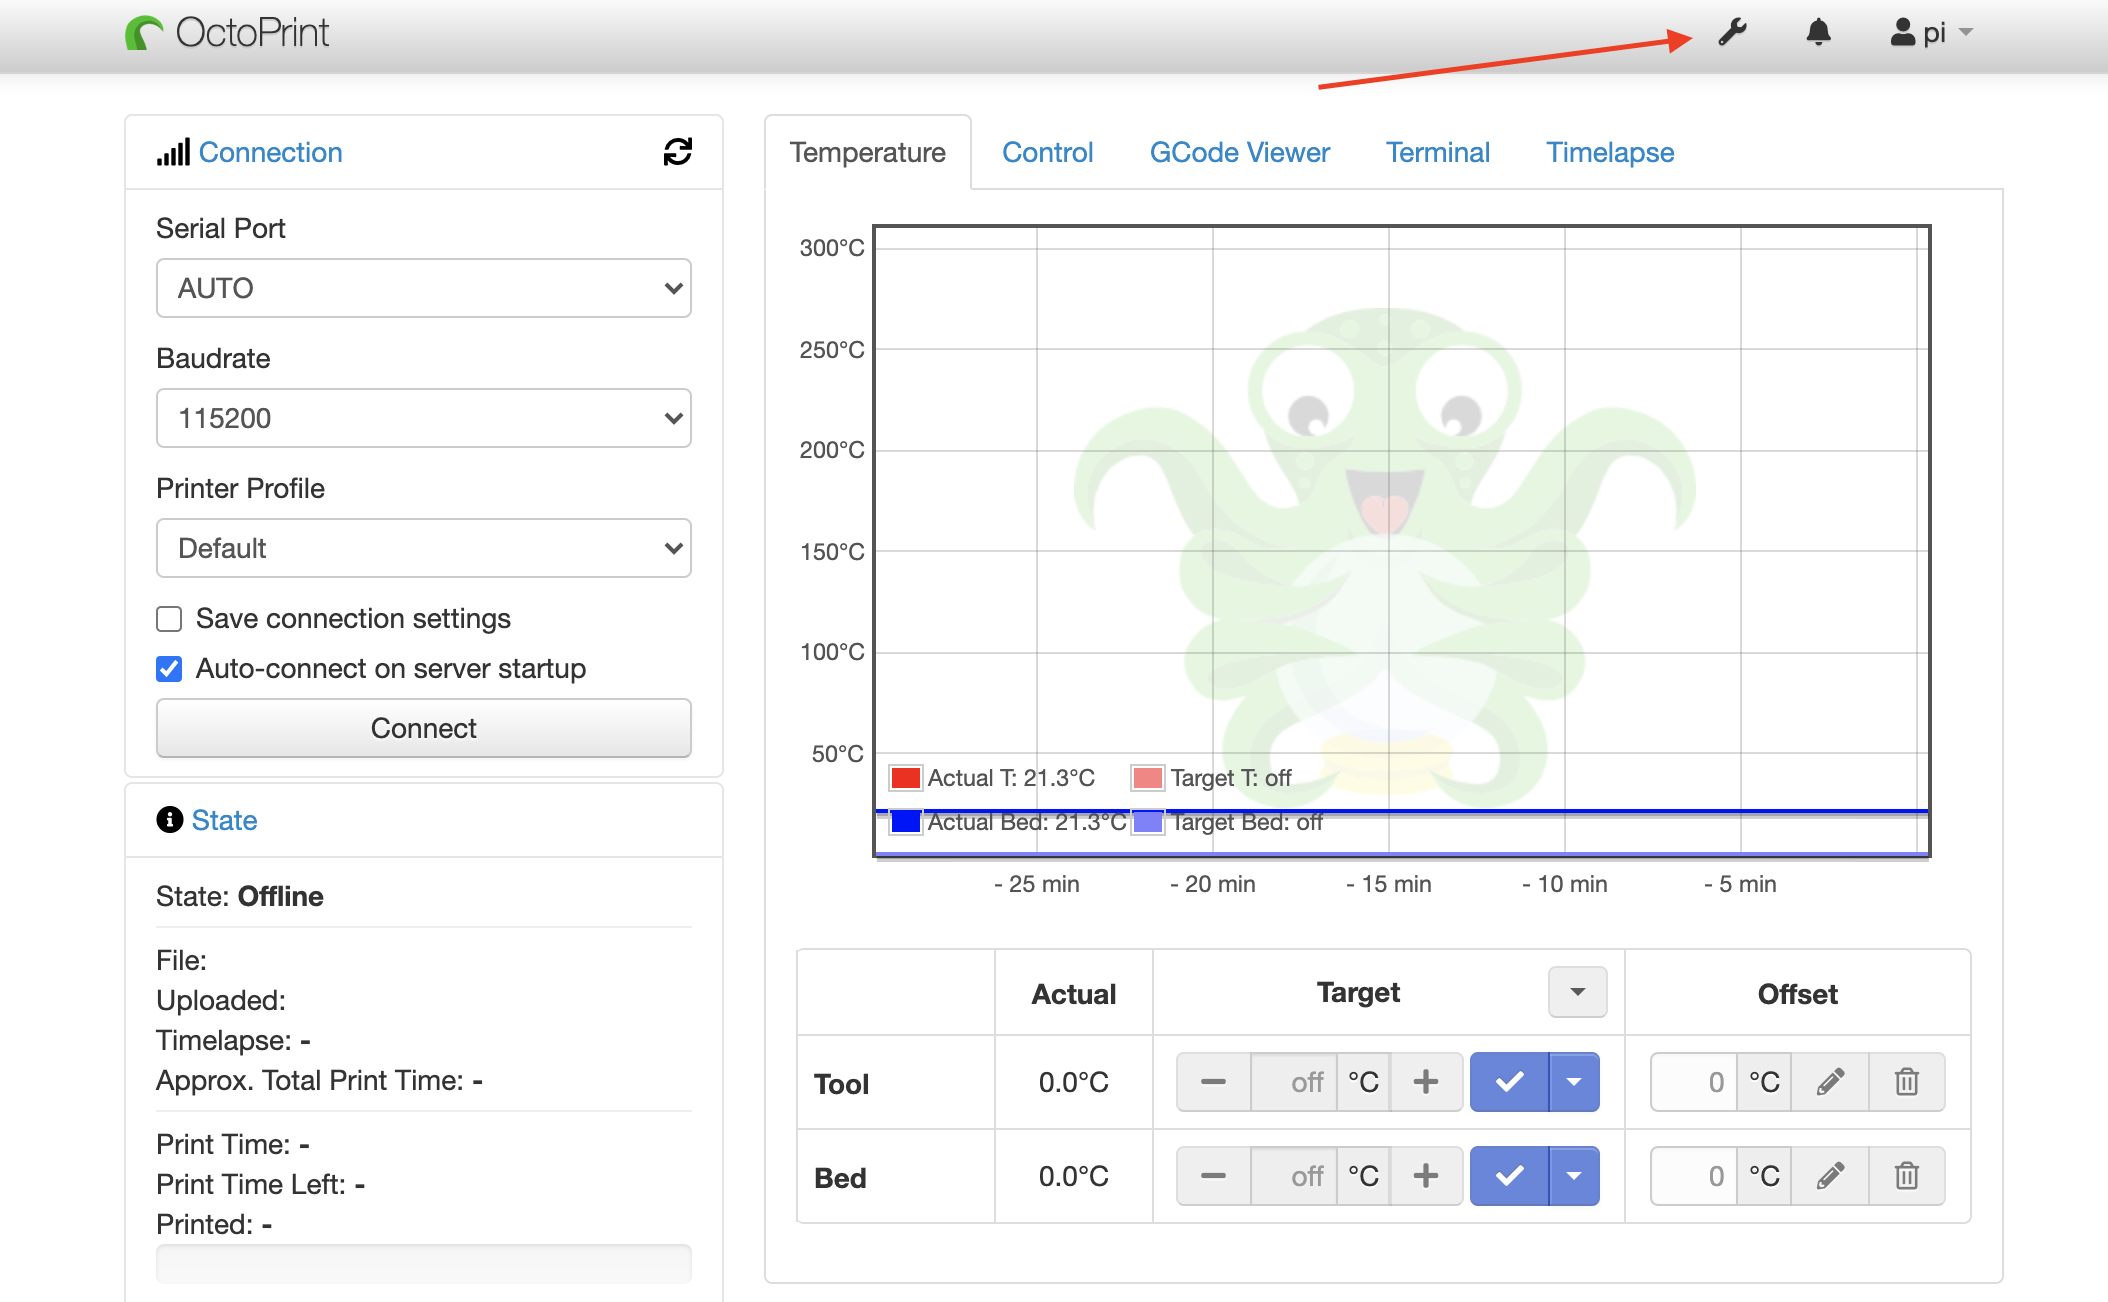 OctoPrint
pi
Connection
Serial Port
AUTO
Baudrate
115200
Printer Profile
Default
Save connection settings
Auto-connect on server startup
Connect
State
State: Offline
File:
Uploaded:
Timelapse: -
Approx. Total Print Time: -
Print Time: -
Print Time Left: -
Printed: -
Temperature Control GCode Viewer Terminal Timelapse
300°C
250°C
200°C
150°C
100°C
50°C
Actual T: 21.3°C Target T: off
Actual Bed: 21.3°C Target Bed: off
- 25 min - 20 min - 15 min - 10 min - 5 min
Actual Target Offset
Tool 0.0°C off °C 0 °C
Bed 0.0°C off °C 0 °C